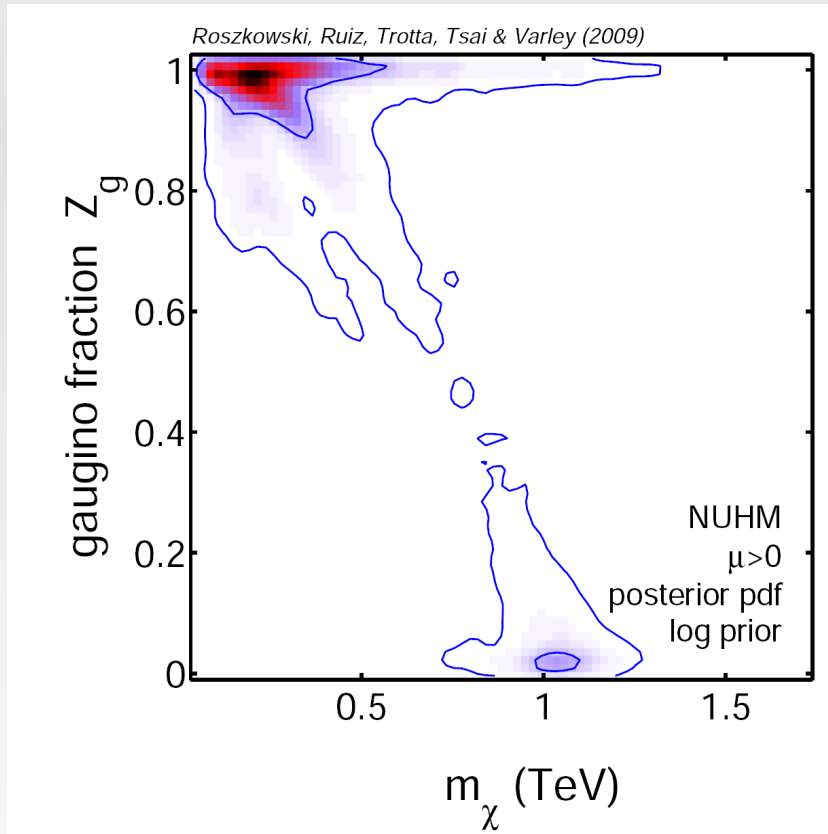 Roszkowski, Ruiz, Trotta, Tsai & Varley (2009)
1
0.8
0.6
0.4
0.2
0
gaugino fraction Z_g
NUHM
μ>0
posterior pdf
log prior
0.5
1
1.5
m_χ (TeV)